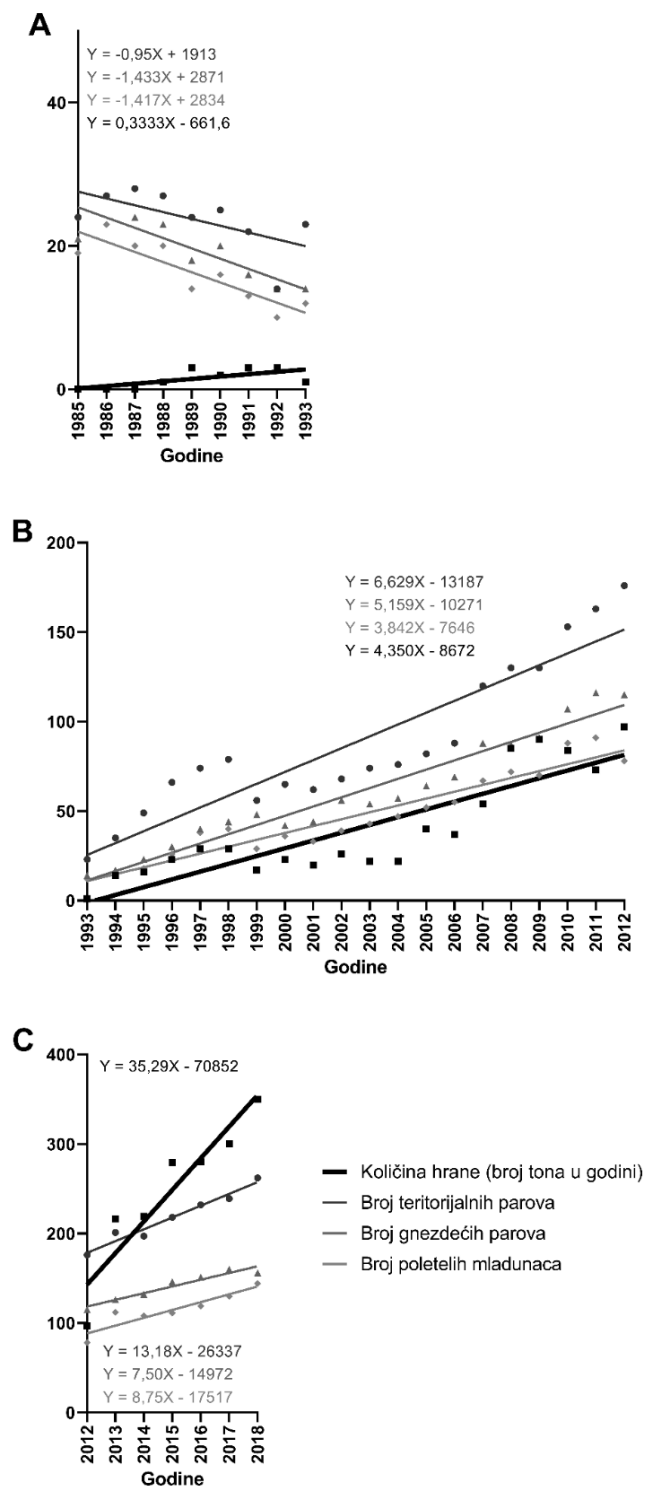 A
Y = -0,95X + 1913
Y = -1,433X + 2871
Y = -1,417X + 2834
Y = 0,3333X - 661,6
40
20
0
1985
1986
1987
1988
1989
1990
1991
1992
1993
Godine
B
200
150
100
50
0
Y = 6,629X - 13187
Y = 5,159X - 10271
Y = 3,842X - 7646
Y = 4,350X - 8672
1993
1994
1995
1996
1997
1998
1999
2000
2001
2002
2003
2004
2005
2006
2007
2008
2009
2010
2011
2012
Godine
C
400
300
200
100
0
Y = 35,29X - 70852
Y = 13,18X - 26337
Y = 7,50X - 14972
Y = 8,75X - 17517
2012
2013
2014
2015
2016
2017
2018
Godine
Količina hrane (broj tona u godini)
Broj teritorijalnih parova
Broj gnezdećih parova
Broj poletelih mladunaca